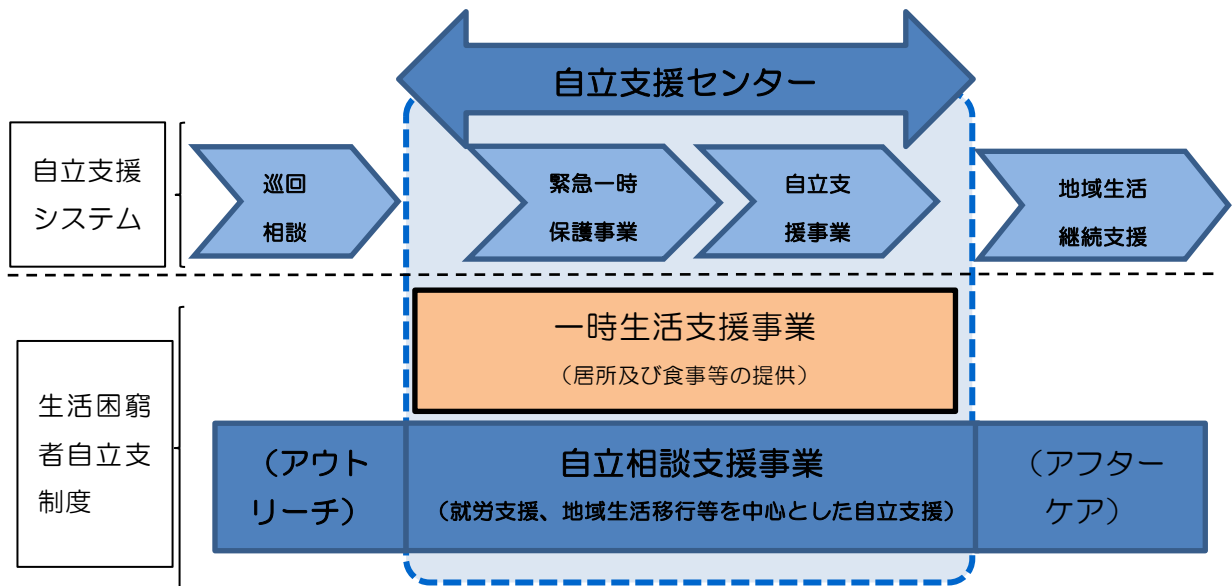 自立支援センター
自立支援
システム
巡回
相談
緊急一時
保護事業
自立支
援事業
地域生活
継続支援
一時生活支援事業
（居所及び食事等の提供）
生活困窮
者自立支
制度
（アウト
リーチ）
自立相談支援事業
（就労支援、地域生活移行等を中心とした自立支援）
（アフター
ケア）